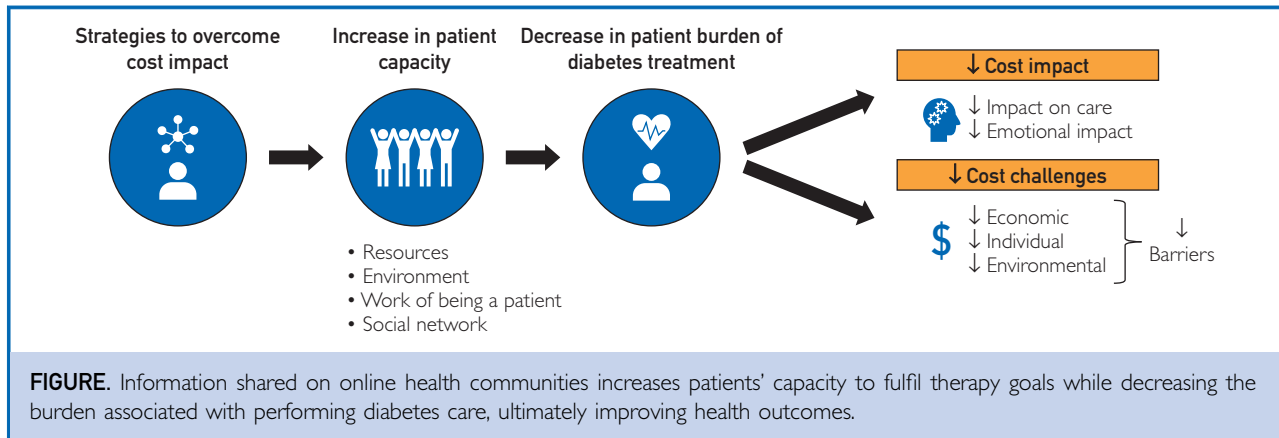 Strategies to overcome
cost impact
Increase in patient
capacity
• Resources
• Environment
• Work of being a patient
• Social network
Decrease in patient burden of
diabetes treatment
↓ Cost impact
↓ Impact on care
↓ Emotional impact
↓ Cost challenges
$
↓ Economic
↓ Individual
↓ Environmental
↓
Barriers
FIGURE. Information shared on online health communities increases patients’ capacity to fulfil therapy goals while decreasing the
burden associated with performing diabetes care, ultimately improving health outcomes.